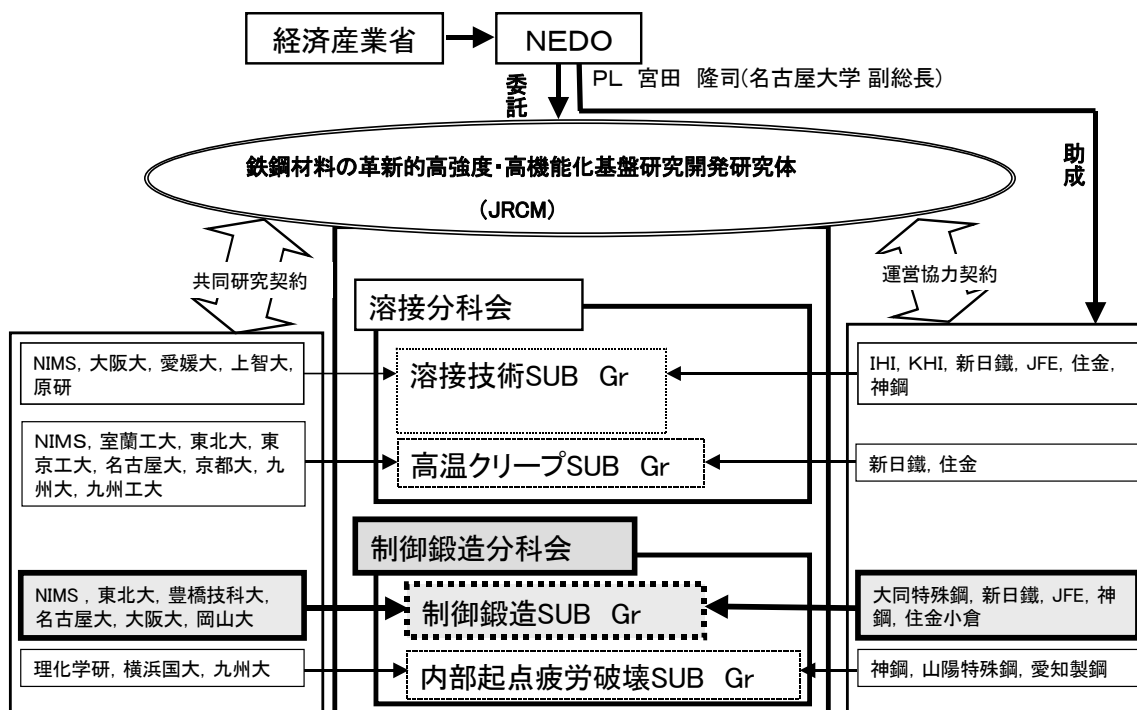 経済産業省
NEDO
委託
PL 宮田 隆司(名古屋大学 副総長)
助成
鉄鋼材料の革新的高強度・高機能化基盤研究開発研究体
(JRCM)
共同研究契約
運営協力契約
溶接分科会
NIMS, 大阪大, 愛媛大, 上智大,
原研
溶接技術SUB Gr
IHI, KHI, 新日鐵, JFE, 住金,
神鋼
NIMS, 室蘭工大, 東北大, 東
京工大, 名古屋大, 京都大, 九
州大, 九州工大
高温クリープSUB Gr
新日鐵, 住金
制御鍛造分科会
NIMS , 東北大, 豊橋技科大,
名古屋大, 大阪大, 岡山大
制御鍛造SUB Gr
大同特殊鋼, 新日鐵, JFE, 神
鋼, 住金小倉
理化学研, 横浜国大, 九州大
内部起点疲労破壊SUB Gr
神鋼, 山陽特殊鋼, 愛知製鋼